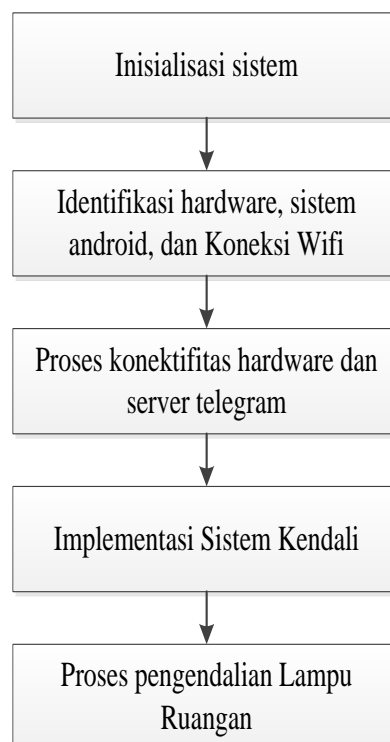 Inisialisasi sistem
Identifikasi hardware, sistem
android, dan Koneksi Wifi
Proses konektifitas hardware dan
server telegram
Implementasi Sistem Kendali
Proses pengendalian Lampu
Ruangan